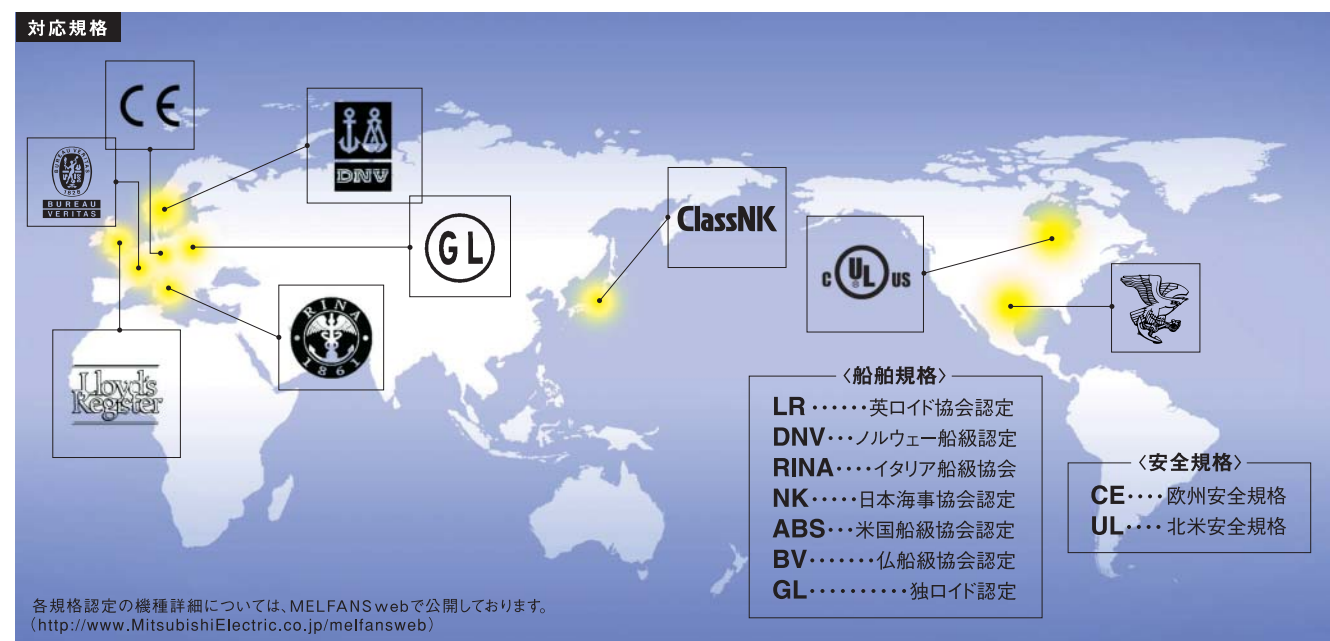 対応規格
CE
BUREAU VERITAS
1828
BUREAU
VERITAS
DNV
GL
RINA
1861
Lloyd's
Register
ClassNK
C UL US
®
〈船舶規格〉
LR‥‥‥英ロイド協会認定
DNV‥・ノルウェー船級認定
RINA‥‥イタリア船級協会
NK‥‥・日本海事協会認定
ABS‥・米国船級協会認定
BV‥‥‥・仏船級協会認定
GL‥‥‥‥‥独ロイド認定
〈安全規格〉
CE‥‥欧州安全規格
UL‥‥北米安全規格
各規格認定の機種詳細については、MELFANSwebで公開しております。
(http://www.MitsubishiElectric.co.jp/melfansweb)